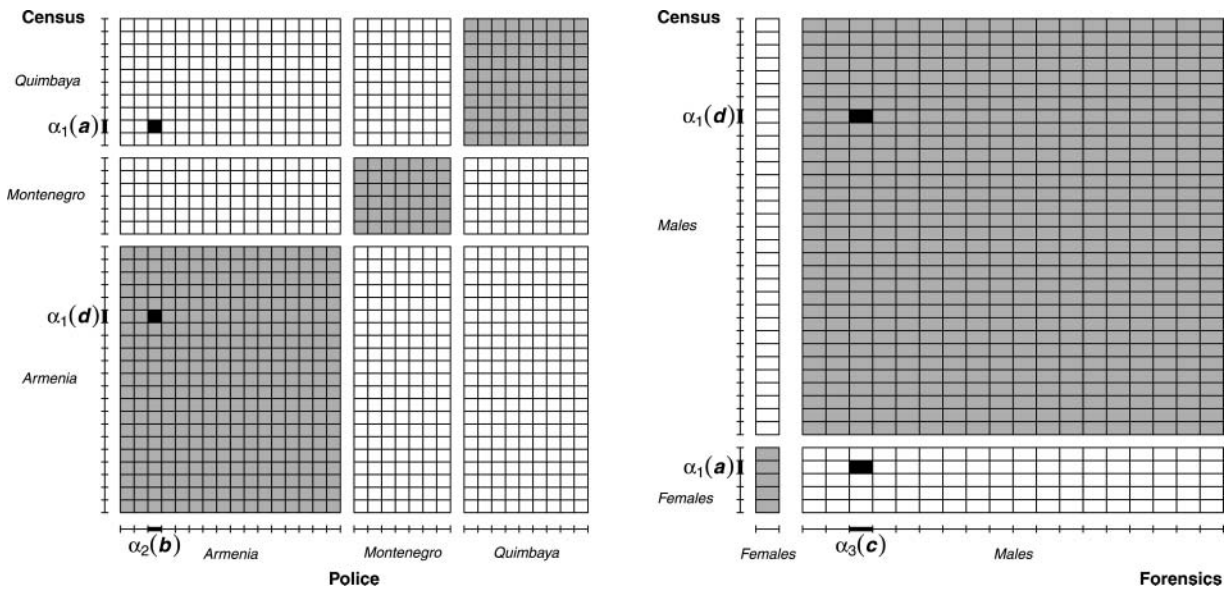 Census
Quimbaya
α₁(a)
Montenegro
α₁(d)
Armenia
α₂(b)
Armenia
Montenegro
Quimbaya
Police
Census
α₁(d)
Males
α₁(a)
Females
Females
α₃(c)
Males
Forensics